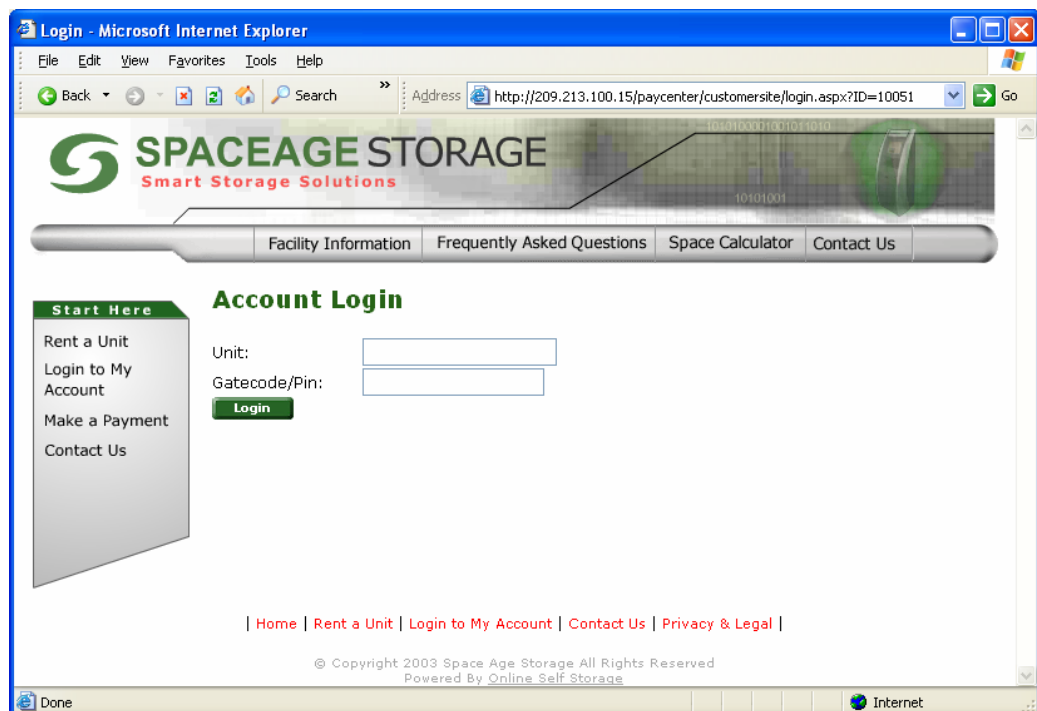 Login - Microsoft Internet Explorer
File Edit View Favorites Tools Help
Back Search » Address http://209.213.100.15/paycenter/customersite/login.aspx?ID=10051 Go
1010100001001011010
SPACEAGE STORAGE
Smart Storage Solutions
10101001
Facility Information Frequently Asked Questions Space Calculator Contact Us
Start Here
Rent a Unit
Login to My
Account
Make a Payment
Contact Us
Account Login
Unit:
Gatecode/Pin:
Login
| Home | Rent a Unit | Login to My Account | Contact Us | Privacy & Legal |
© Copyright 2003 Space Age Storage All Rights Reserved
Powered By Online Self Storage
Done Internet